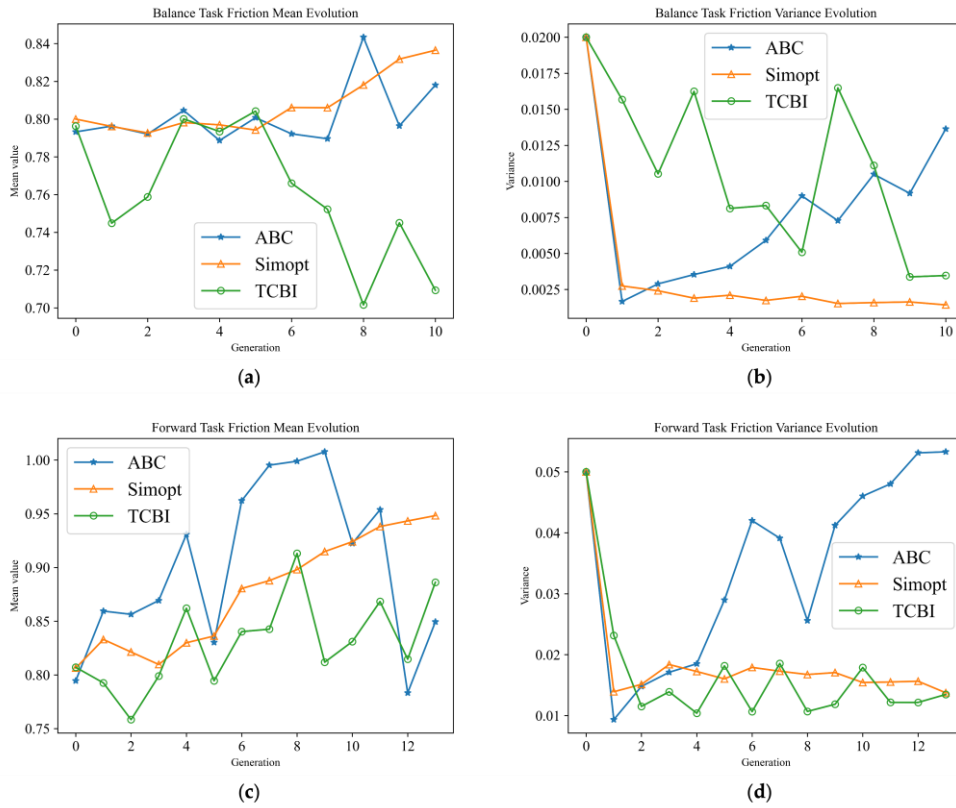 Balance Task Friction Mean Evolution
Mean value
0.84
0.82
0.80
0.78
0.76
0.74
0.72
0.70
ABC
Simopt
TCBI
0 2 4 6 8 10
Generation
(a)
Balance Task Friction Variance Evolution
Variance
0.0200
0.0175
0.0150
0.0125
0.0100
0.0075
0.0050
0.0025
ABC
Simopt
TCBI
0 2 4 6 8 10
Generation
(b)
Forward Task Friction Mean Evolution
Mean value
1.00
0.95
0.90
0.85
0.80
0.75
ABC
Simopt
TCBI
0 2 4 6 8 10 12
Generation
(c)
Forward Task Friction Variance Evolution
Variance
0.05
0.04
0.03
0.02
0.01
ABC
Simopt
TCBI
0 2 4 6 8 10 12
Generation
(d)